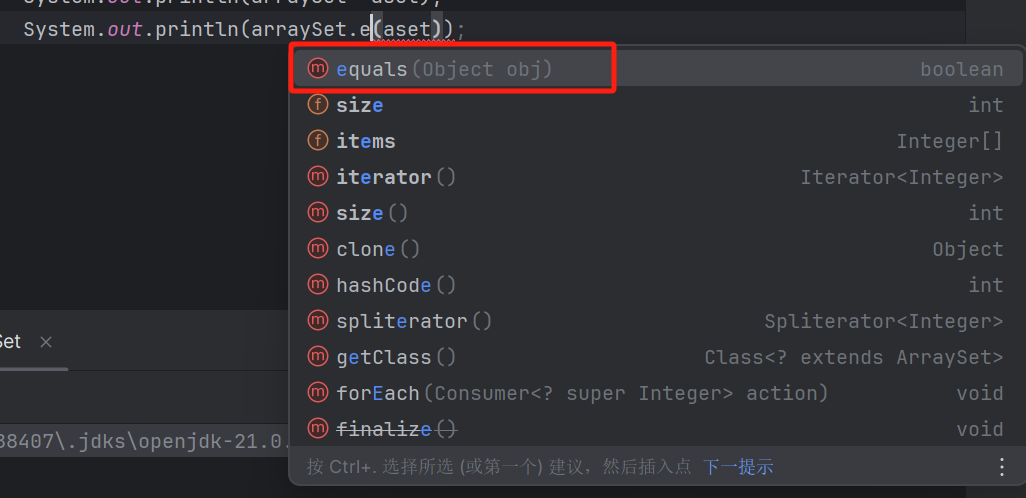 System.out.println(arraySet.e(aset));
m equals(Object obj) boolean
f size int
f items Integer[]
m iterator() Iterator<Integer>
m size() int
m clone() Object
m hashCode() int
m spliterator() Spliterator<Integer>
m getClass() Class<? extends ArraySet>
m forEach(Consumer<? super Integer> action) void
m finalize() void
Set ×
38407\.jdks\openjdk-21.0.
按 Ctrl+. 选择所选 (或第一个) 建议，然后插入点 下一提示